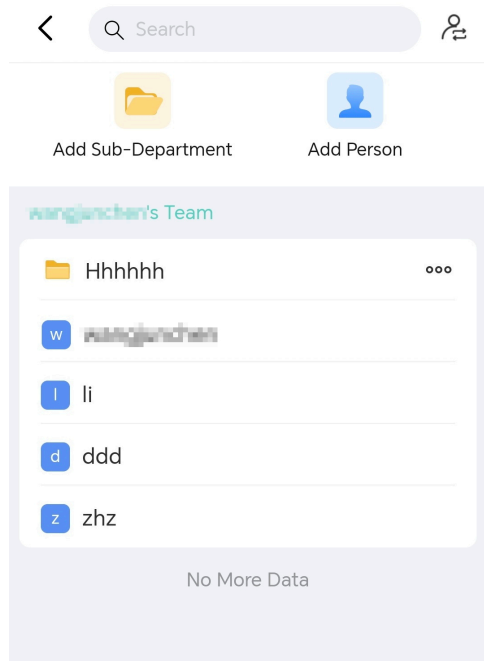 Search
Add Sub-Department
Add Person
's Team
Hhhhhh
w
l
li
d
ddd
z
zhz
No More Data